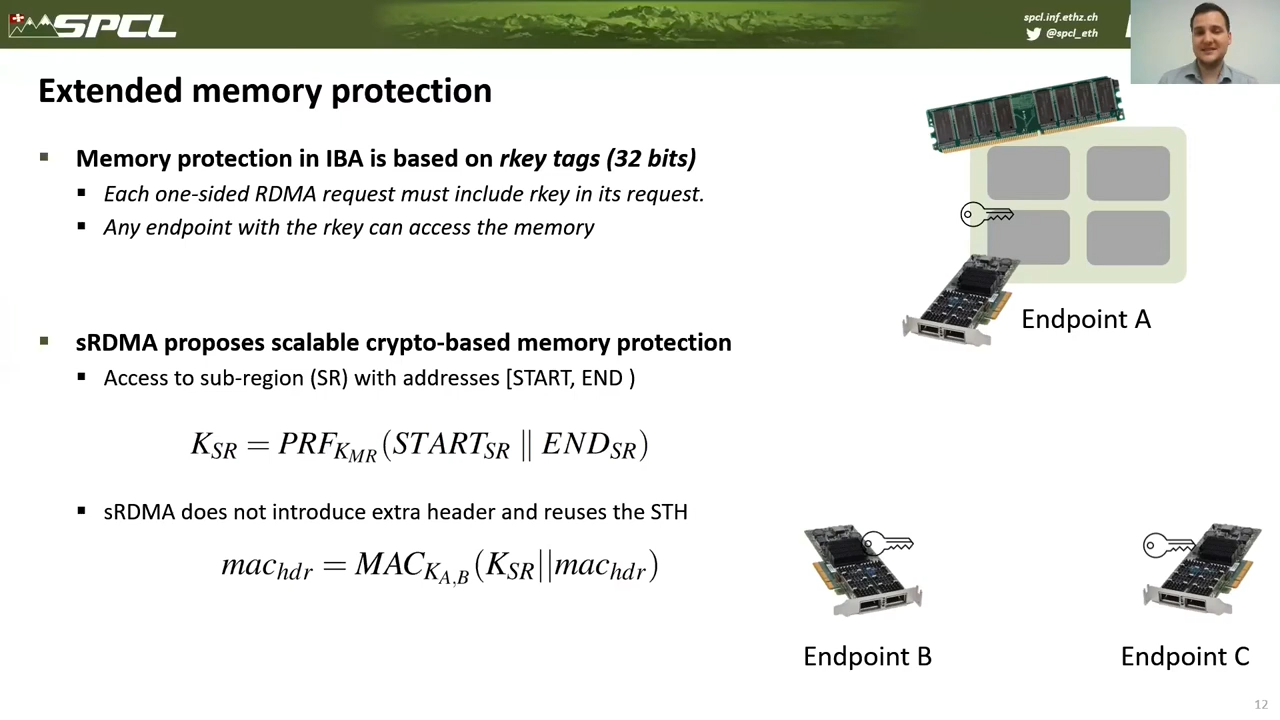 SPCL
spcl.inf.ethz.ch
@spcl_eth
Extended memory protection
Memory protection in IBA is based on rkey tags (32 bits)
Each one-sided RDMA request must include rkey in its request.
Any endpoint with the rkey can access the memory
Endpoint A
sRDMA proposes scalable crypto-based memory protection
Access to sub-region (SR) with addresses [START, END )
K_SR = PRF_K_MR(START_SR ∥ END_SR)
sRDMA does not introduce extra header and reuses the STH
mac_hdr = MAC_K_A,B(K_SR||mac_hdr)
Endpoint B
Endpoint C
12